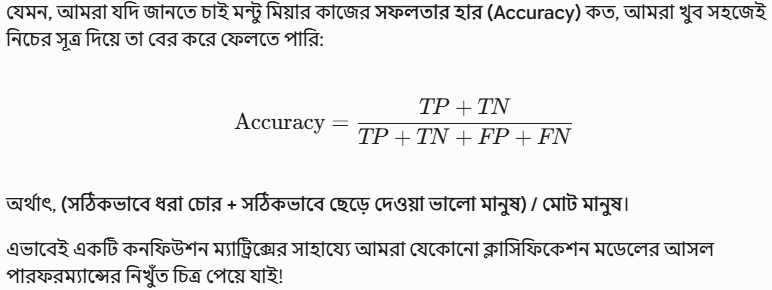 যেমন, আমরা যদি জানতে চাই মন্টু মিয়ার কাজের সফলতার হার (Accuracy) কত, আমরা খুব সহজেই
নিচের সূত্র দিয়ে তা বের করে ফেলতে পারি:
Accuracy = \frac{TP + TN}{TP + TN + FP + FN}
অর্থাৎ, (সঠিকভাবে ধরা চোর + সঠিকভাবে ছেড়ে দেওয়া ভালো মানুষ) / মোট মানুষ।
এভাবেই একটি কনফিউশন ম্যাট্রিক্সের সাহায্যে আমরা যেকোনো ক্লাসিফিকেশন মডেলের আসল
পারফরম্যান্সের নিখুঁত চিত্র পেয়ে যাই!